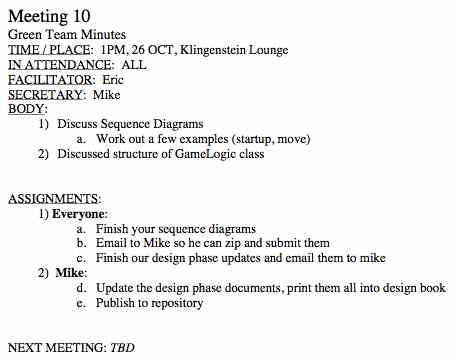 Meeting 10
Green Team Minutes
TIME / PLACE: 1PM, 26 OCT, Klingenstein Lounge
IN ATTENDANCE: ALL
FACILITATOR: Eric
SECRETARY: Mike
BODY:
1) Discuss Sequence Diagrams
a. Work out a few examples (startup, move)
2) Discussed structure of GameLogic class
ASSIGNMENTS:
1) Everyone:
a. Finish your sequence diagrams
b. Email to Mike so he can zip and submit them
c. Finish our design phase updates and email them to mike
2) Mike:
d. Update the design phase documents, print them all into design book
e. Publish to repository
NEXT MEETING: TBD